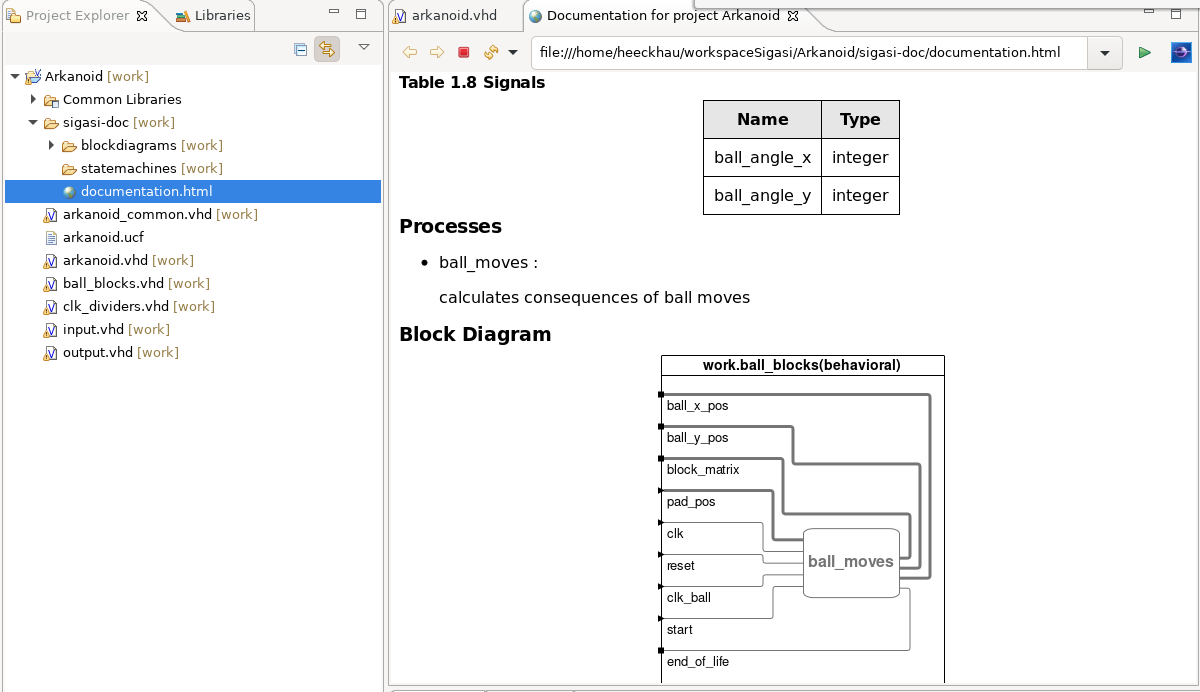 Project Explorer
Libraries
Arkanoid [work]
Common Libraries
sigasi-doc [work]
blockdiagrams [work]
statemachines [work]
documentation.html
arkanoid_common.vhd [work]
arkanoid.ucf
arkanoid.vhd [work]
ball_blocks.vhd [work]
clk_dividers.vhd [work]
input.vhd [work]
output.vhd [work]
arkanoid.vhd
Documentation for project Arkanoid
file:///home/heeckhau/workspaceSigasi/Arkanoid/sigasi-doc/documentation.html
Table 1.8 Signals
Name Type
ball_angle_x integer
ball_angle_y integer
Processes
• ball_moves :
calculates consequences of ball moves
Block Diagram
work.ball_blocks(behavioral)
ball_x_pos
ball_y_pos
block_matrix
pad_pos
clk
ball_moves
reset
clk_ball
start
end_of_life